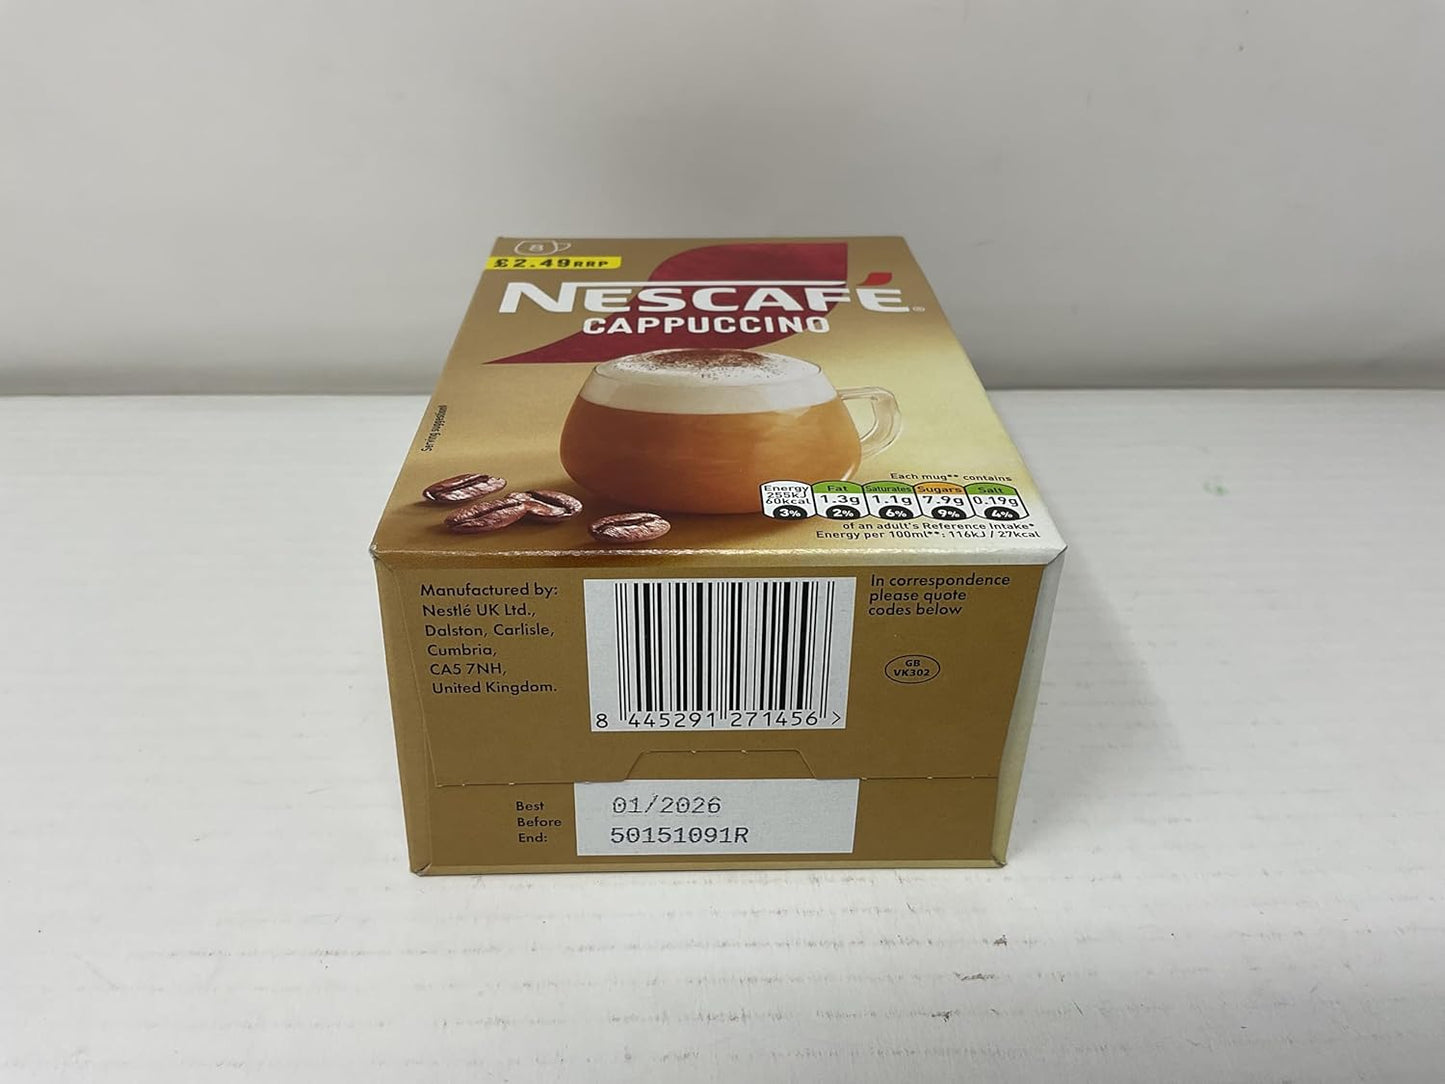 8
£2.49RRP
NESCAFÉ®
CAPPUCCINO
Serving suggestion
Each mug** contains
Energy
255kJ
60kcal
3%
Fat
1.3g
2%
Saturates
1.1g
6%
Sugars
7.9g
9%
Salt
0.19g
4%
of an adult's Reference Intake*
Energy per 100ml**: 116kJ / 27kcal
Manufactured by:
Nestlé UK Ltd.,
Dalston, Carlisle,
Cumbria,
CA5 7NH,
United Kingdom.
8 445291 271456 >
In correspondence
please quote
codes below
GB
VK302
Best
Before
End:
01/2026
50151091R